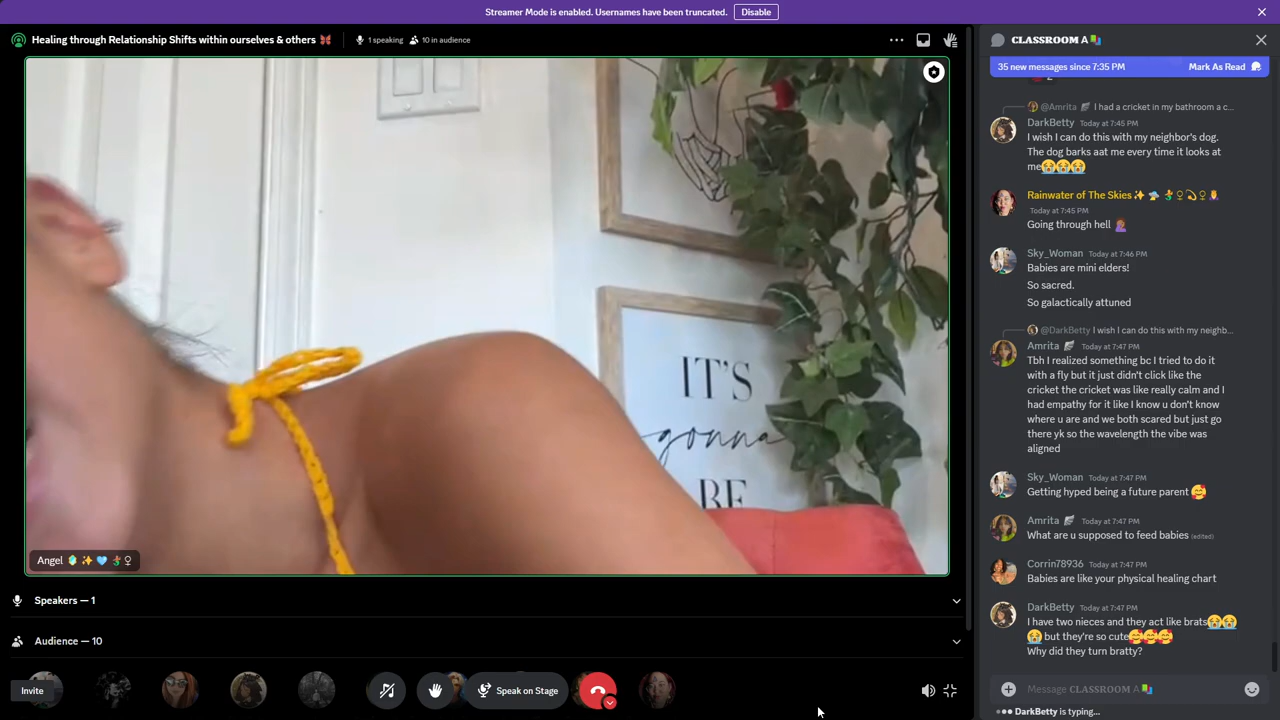 Streamer Mode is enabled. Usernames have been truncated. Disable
Healing through Relationship Shifts within ourselves & others 🦋 1 speaking 10 in audience
IT'S
gonna
BE
Angel ✨ 🩵 🧜🏽‍♀
Speakers — 1
Audience — 10
Invite
Speak on Stage
CLASSROOM A
35 new messages since 7:35 PM Mark As Read
2
@Amrita I had a cricket in my bathroom a c...
DarkBetty Today at 7:45 PM
I wish I can do this with my neighbor's dog.
The dog barks aat me every time it looks at
me😭😭😭
Rainwater of The Skies✨
Today at 7:45 PM
Going through hell 🤦🏽‍♀
Sky_Woman Today at 7:46 PM
Babies are mini elders!
So sacred.
So galactically attuned
@DarkBetty I wish I can do this with my neighb...
Amrita Today at 7:47 PM
Tbh I realized something bc I tried to do it
with a fly but it just didn't click like the
cricket the cricket was like really calm and I
had empathy for it like I know u don't know
where u are and we both scared but just go
there yk so the wavelength the vibe was
aligned
Sky_Woman Today at 7:47 PM
Getting hyped being a future parent 🥰
Amrita Today at 7:47 PM
What are u supposed to feed babies (edited)
Corrin78936 Today at 7:47 PM
Babies are like your physical healing chart
DarkBetty Today at 7:47 PM
I have two nieces and they act like brats😭😭
😭 but they're so cute🥰🥰🥰
Why did they turn bratty?
Message CLASSROOM A
DarkBetty is typing...